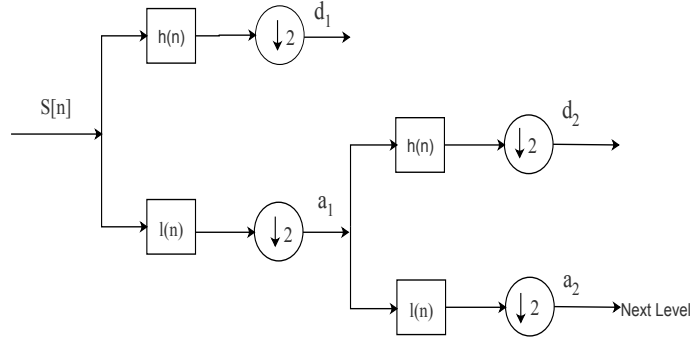 d₁
h(n)
↓2
S[n]
d₂
h(n)
↓2
l(n)
↓2
a₁
a₂
l(n)
↓2
Next Level